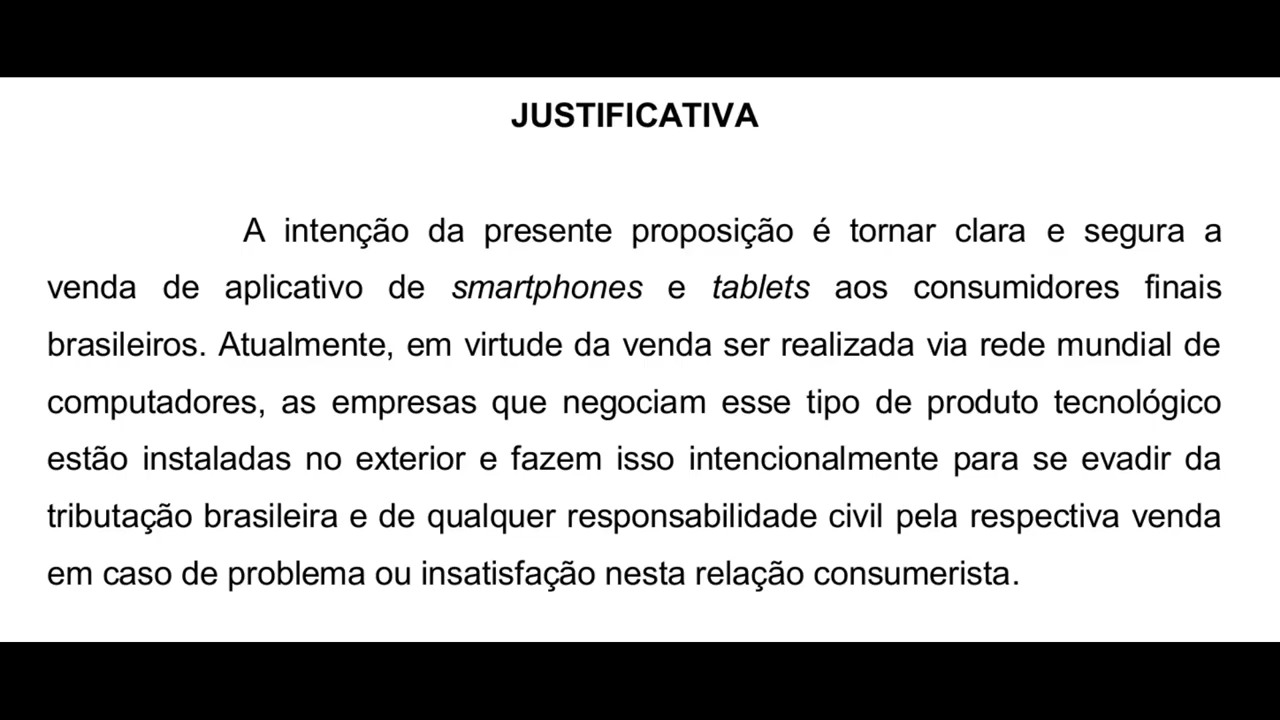 JUSTIFICATIVA
A intenção da presente proposição é tornar clara e segura a
venda de aplicativo de smartphones e tablets aos consumidores finais
brasileiros. Atualmente, em virtude da venda ser realizada via rede mundial de
computadores, as empresas que negociam esse tipo de produto tecnológico
estão instaladas no exterior e fazem isso intencionalmente para se evadir da
tributação brasileira e de qualquer responsabilidade civil pela respectiva venda
em caso de problema ou insatisfação nesta relação consumerista.